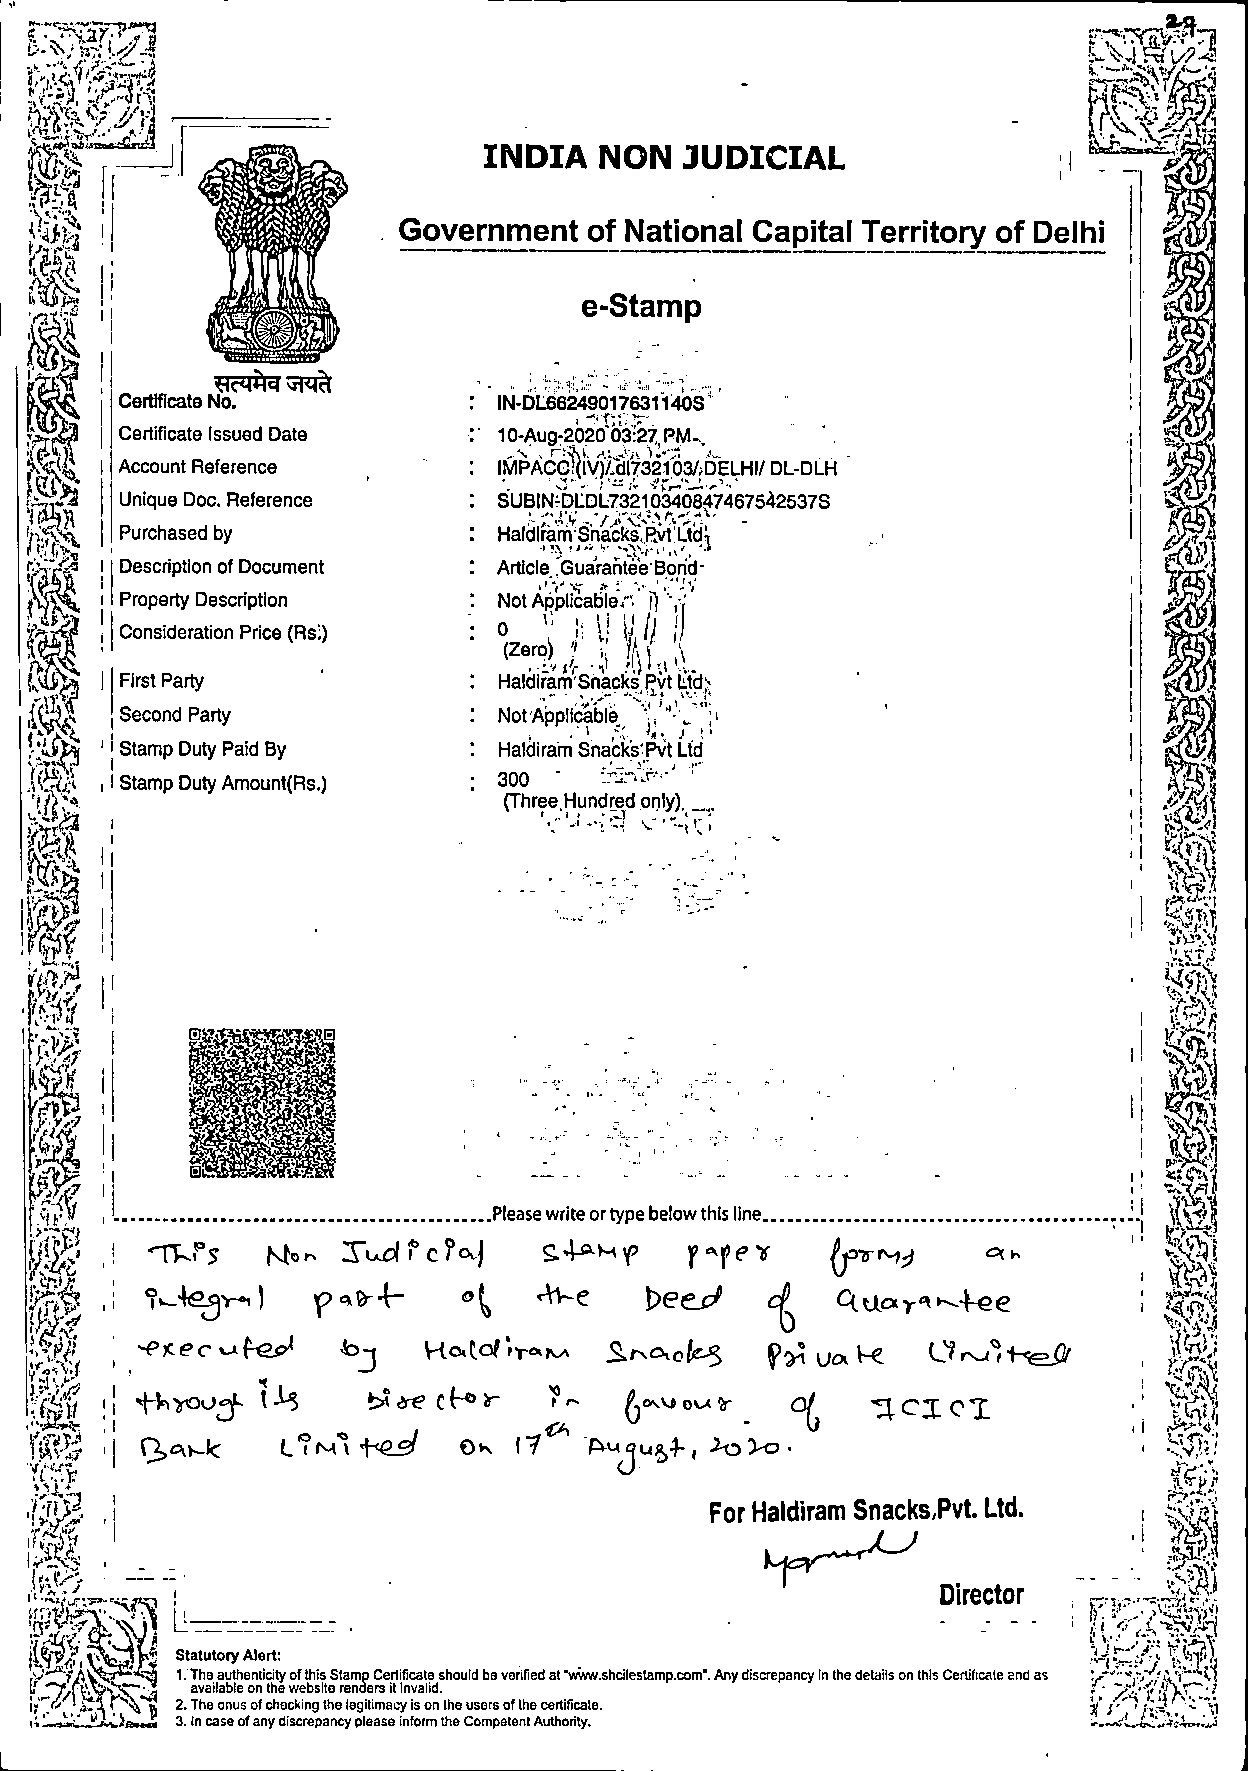 29
INDIA NON JUDICIAL
Government of National Capital Territory of Delhi
e-Stamp
सत्यमेव जयते
Certificate No. : IN-DL66249017631140S
Certificate Issued Date : 10-Aug-2020 03:27 PM
Account Reference : IMPACC (IV)/ dl732103/ DELHI/ DL-DLH
Unique Doc. Reference : SUBIN-DLDL73210340847467542537S
Purchased by : Haldiram Snacks Pvt Ltd
Description of Document : Article Guarantee Bond
Property Description : Not Applicable
Consideration Price (Rs.) : 0
(Zero)
First Party : Haldiram Snacks Pvt Ltd
Second Party : Not Applicable
Stamp Duty Paid By : Haldiram Snacks Pvt Ltd
Stamp Duty Amount(Rs.) : 300
(Three Hundred only)
Please write or type below this line
This Non Judicial Stamp paper forms an
integral part of the Deed of Guarantee
executed by Haldiram Snacks Private Limited
through its Director in favour of ICICI
Bank Limited on 17th August, 2020.
For Haldiram Snacks Pvt. Ltd.
Director
Statutory Alert:
1. The authenticity of this Stamp Certificate should be verified at "www.shcilestamp.com". Any discrepancy in the details on this Certificate and as
available on the website renders it invalid.
2. The onus of checking the legitimacy is on the users of the certificate.
3. In case of any discrepancy please inform the Competent Authority.